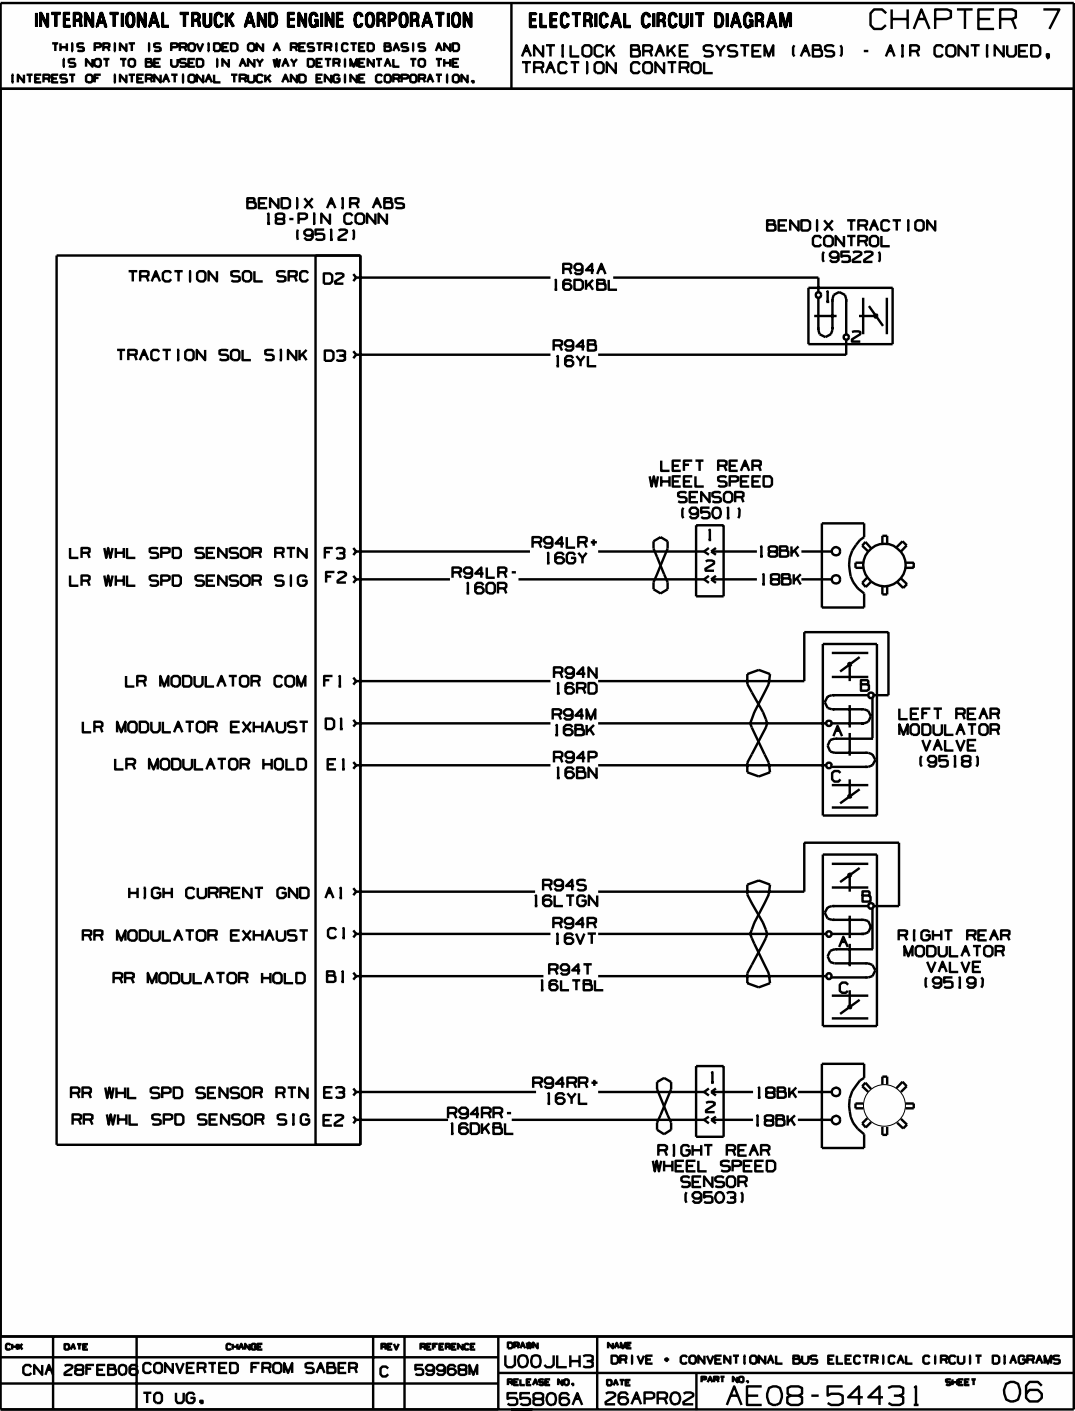 INTERNATIONAL TRUCK AND ENGINE CORPORATION
THIS PRINT IS PROVIDED ON A RESTRICTED BASIS AND
IS NOT TO BE USED IN ANY WAY DETRIMENTAL TO THE
INTEREST OF INTERNATIONAL TRUCK AND ENGINE CORPORATION.
ELECTRICAL CIRCUIT DIAGRAM
CHAPTER 7
ANTILOCK BRAKE SYSTEM (ABS) - AIR CONTINUED,
TRACTION CONTROL
BENDIX AIR ABS
18-PIN CONN
(9512)
BENDIX TRACTION
CONTROL
(9522)
TRACTION SOL SRC D2
R94A
16DKBL
1
2
TRACTION SOL SINK D3
R94B
16YL
LEFT REAR
WHEEL SPEED
SENSOR
(9501)
LR WHL SPD SENSOR RTN F3
R94LR+
16GY
1
18BK
LR WHL SPD SENSOR SIG F2
R94LR-
16OR
2
18BK
LR MODULATOR COM F1
R94N
16RD
B
LR MODULATOR EXHAUST D1
R94M
16BK
A
LR MODULATOR HOLD E1
R94P
16BN
C
LEFT REAR
MODULATOR
VALVE
(9518)
HIGH CURRENT GND A1
R94S
16LTGN
B
RR MODULATOR EXHAUST C1
R94R
16VT
A
RR MODULATOR HOLD B1
R94T
16LTBL
C
RIGHT REAR
MODULATOR
VALVE
(9519)
RR WHL SPD SENSOR RTN E3
R94RR+
16YL
1
18BK
RR WHL SPD SENSOR SIG E2
R94RR-
16DKBL
2
18BK
RIGHT REAR
WHEEL SPEED
SENSOR
(9503)
CHK DATE CHANGE REV REFERENCE
CNA 28FEB06 CONVERTED FROM SABER C 59968M
TO UG.
DRAWN
U00JLH3
NAME
DRIVE + CONVENTIONAL BUS ELECTRICAL CIRCUIT DIAGRAMS
RELEASE NO.
55806A
DATE
26APR02
PART NO.
AE08-54431
SHEET
06